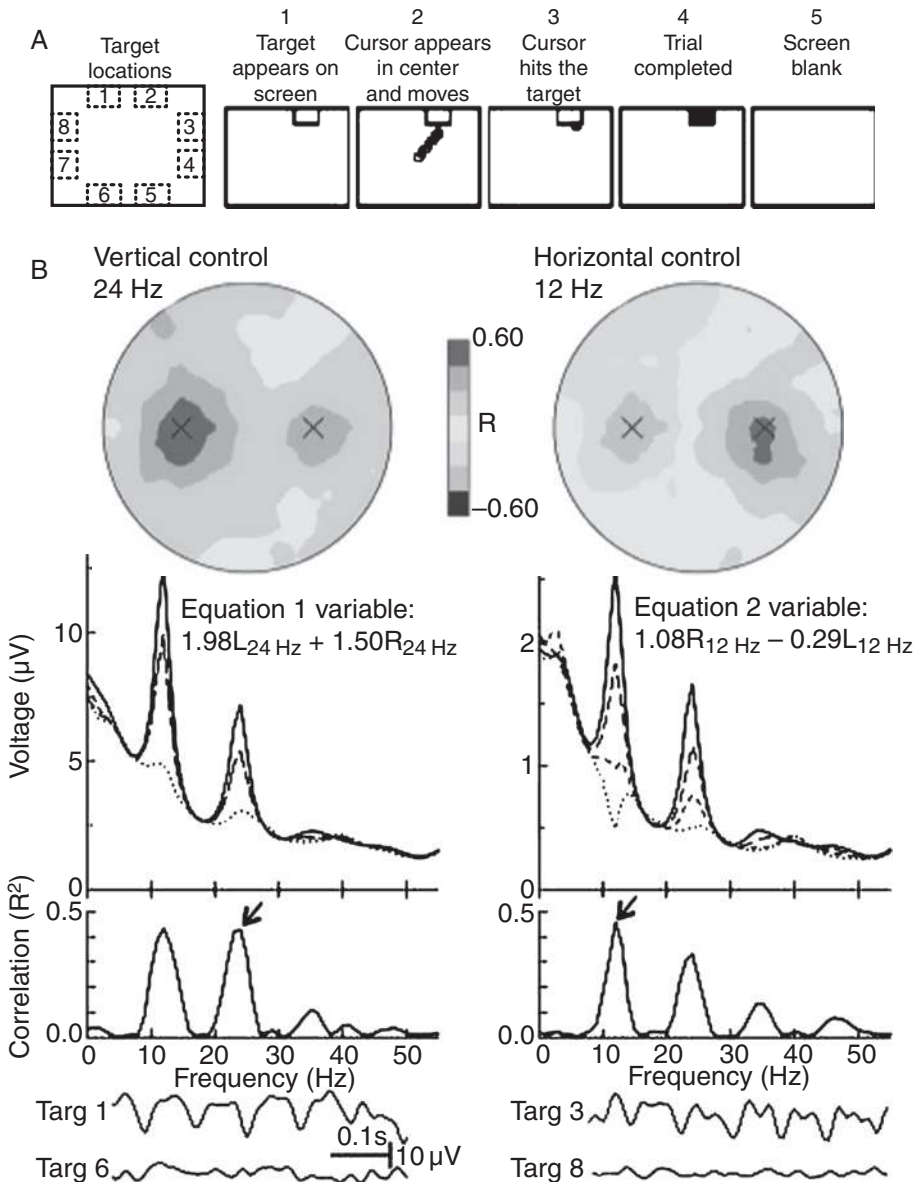 A
Target
locations
1 2
3
4
5
6
7
8
1
Target
appears on
screen
2
Cursor appears
in center
and moves
3
Cursor
hits the
target
4
Trial
completed
5
Screen
blank
B
Vertical control
24 Hz
0.60
R
−0.60
Horizontal control
12 Hz
Voltage (µV)
10
5
0
Equation 1 variable:
1.98L24 Hz + 1.50R24 Hz
2
1
0
Equation 2 variable:
1.08R12 Hz − 0.29L12 Hz
Correlation (R²)
0.5
0.0
0 10 20 30 40 50
Frequency (Hz)
0.5
0.0
0 10 20 30 40 50
Frequency (Hz)
Targ 1
0.1s
10 µV
Targ 6
Targ 3
Targ 8